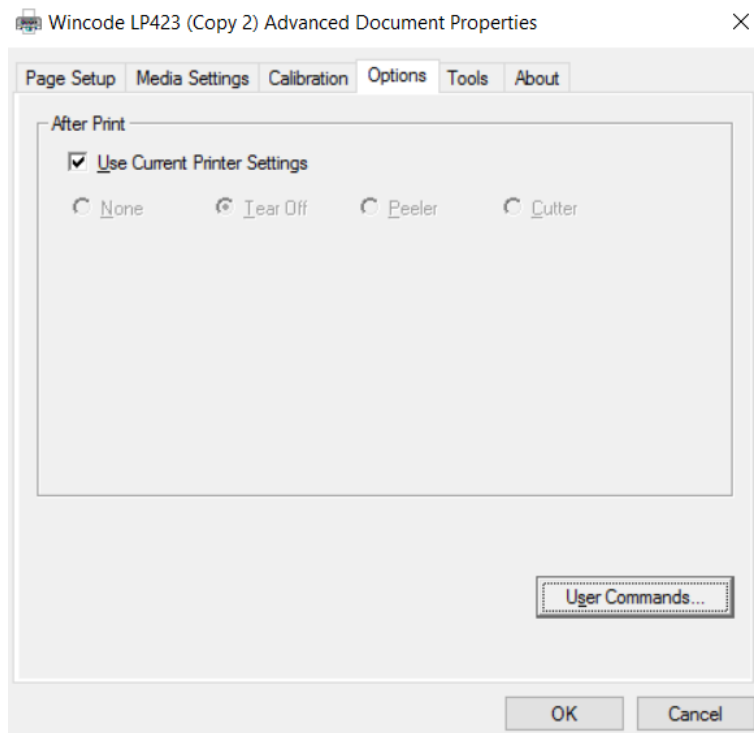 Wincode LP423 (Copy 2) Advanced Document Properties
Page Setup Media Settings Calibration Options Tools About
After Print
Use Current Printer Settings
None Tear Off Peeler Cutter
User Commands...
OK Cancel